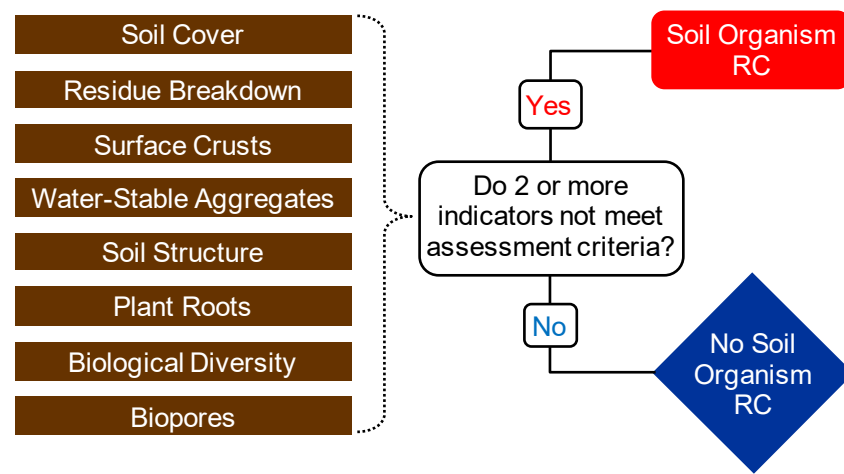 Soil Cover
Residue Breakdown
Surface Crusts
Water-Stable Aggregates
Soil Structure
Plant Roots
Biological Diversity
Biopores
Do 2 or more
indicators not meet
assessment criteria?
Yes
Soil Organism
RC
No
No Soil
Organism
RC